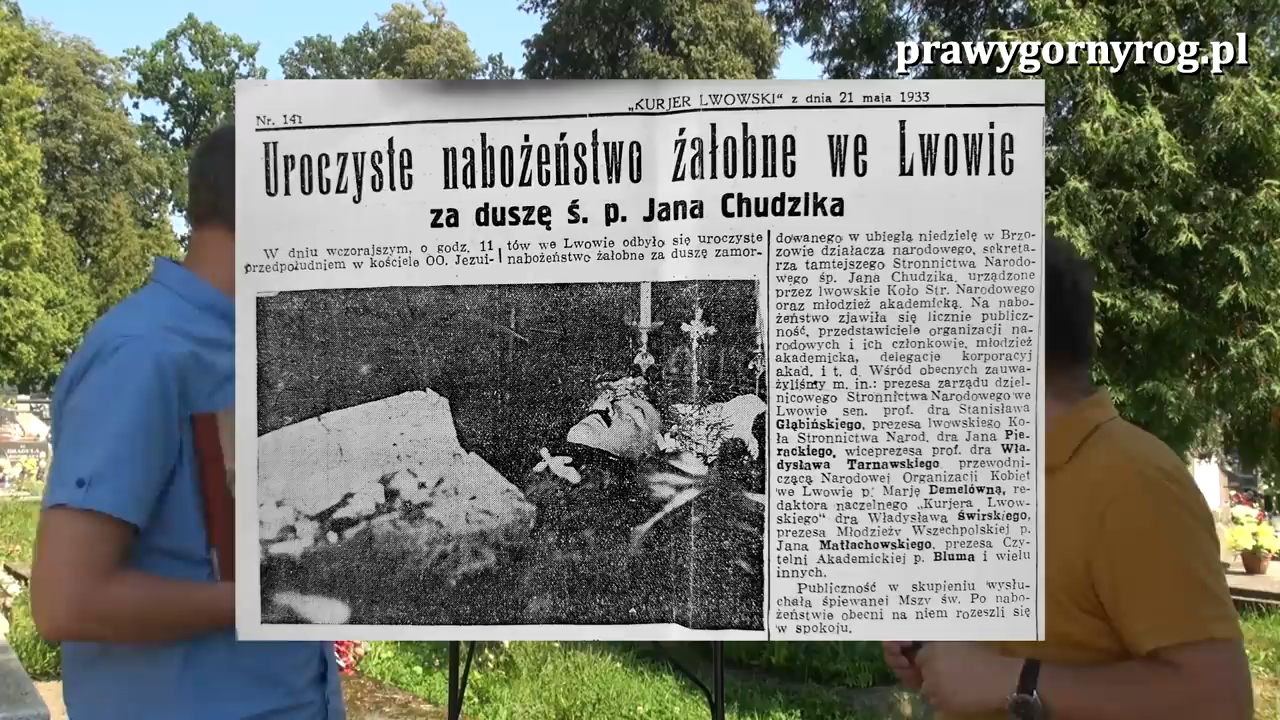 prawygornyrog.pl
„KURJER LWOWSKI" z dnia 21 maja 1933
Nr. 141
Uroczyste nabożeństwo żałobne we Lwowie
za duszę ś. p. Jana Chudzika
W dniu wczorajszym, o godz. 11
przedpołudniem w kościele OO. Jezui-
tów we Lwowie odbyło się uroczyste
nabożeństwo żałobne za duszę zamor-
dowanego w ubiegłą niedzielę w Brzo-
zowie działacza narodowego, sekreta-
rza tamtejszego Stronnictwa Narodo-
wego śp. Jana Chudzika, urządzone
przez lwowskie Koło Str. Narodowego
oraz młodzież akademicką. Na nabo-
żeństwo zjawiła się licznie publicz-
ność, przedstawiciele organizacji na-
rodowych i ich członkowie, młodzież
akademicka, delegacje korporacyj
akad. i t. d. Wśród obecnych zauwa-
żyliśmy m. in.: prezesa zarządu dziel-
nicowego Stronnictwa Narodowego we
Lwowie sen. prof. dra Stanisława
Głąbińskiego, prezesa lwowskiego Ko-
ła Stronnictwa Narod. dra Jana Pie-
rackiego, wiceprezesa prof. dra Wła-
dysława Tarnawskiego, przewodni-
czącą Narodowej Organizacji Kobiet
we Lwowie p. Marję Demelówną, re-
daktora naczelnego „Kurjera Lwow-
skiego" dra Władysława Świrskiego,
prezesa Młodzieży Wszechpolskiej p.
Jana Matłachowskiego, prezesa Czy-
telni Akademickiej p. Bluma i wielu
innych.
Publiczność w skupieniu wysłu-
chała śpiewanej Mszy św. Po nabo-
żeństwie obecni na niem rozeszli się
w spokoju.